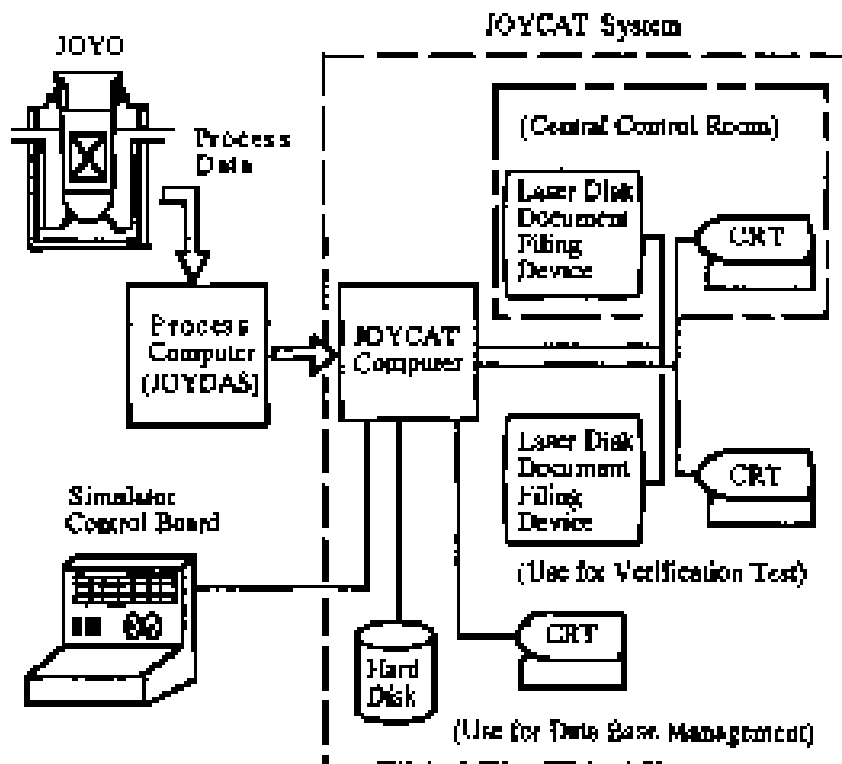 JOYCAT System
JOYO
Process
Data
(Central Control Room)
Laser Disk
Document
Filing
Device
CRT
Process
Computer
(JOYDAS)
JOYCAT
Computer
Laser Disk
Document
Filing
Device
CRT
Simulator
Control Board
(Use for Verification Test)
CRT
Hard
Disk
(Use for Data Base Management)